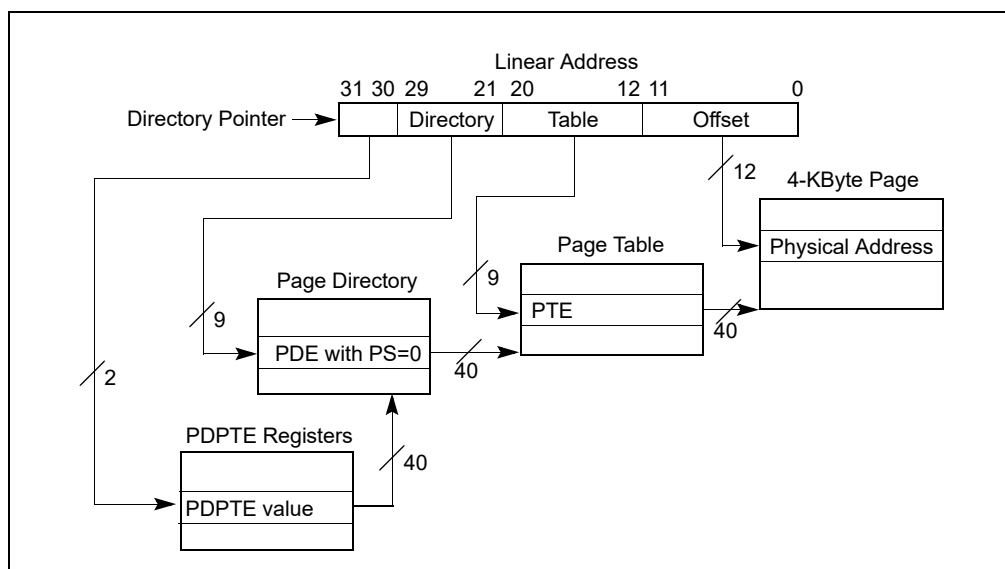 Linear Address
31 30 29 21 20 12 11 0
Directory Pointer Directory Table Offset
12
4-KByte Page
Physical Address
Page Table
9
PTE
40
Page Directory
9
PDE with PS=0
40
2
PDPTE Registers
40
PDPTE value